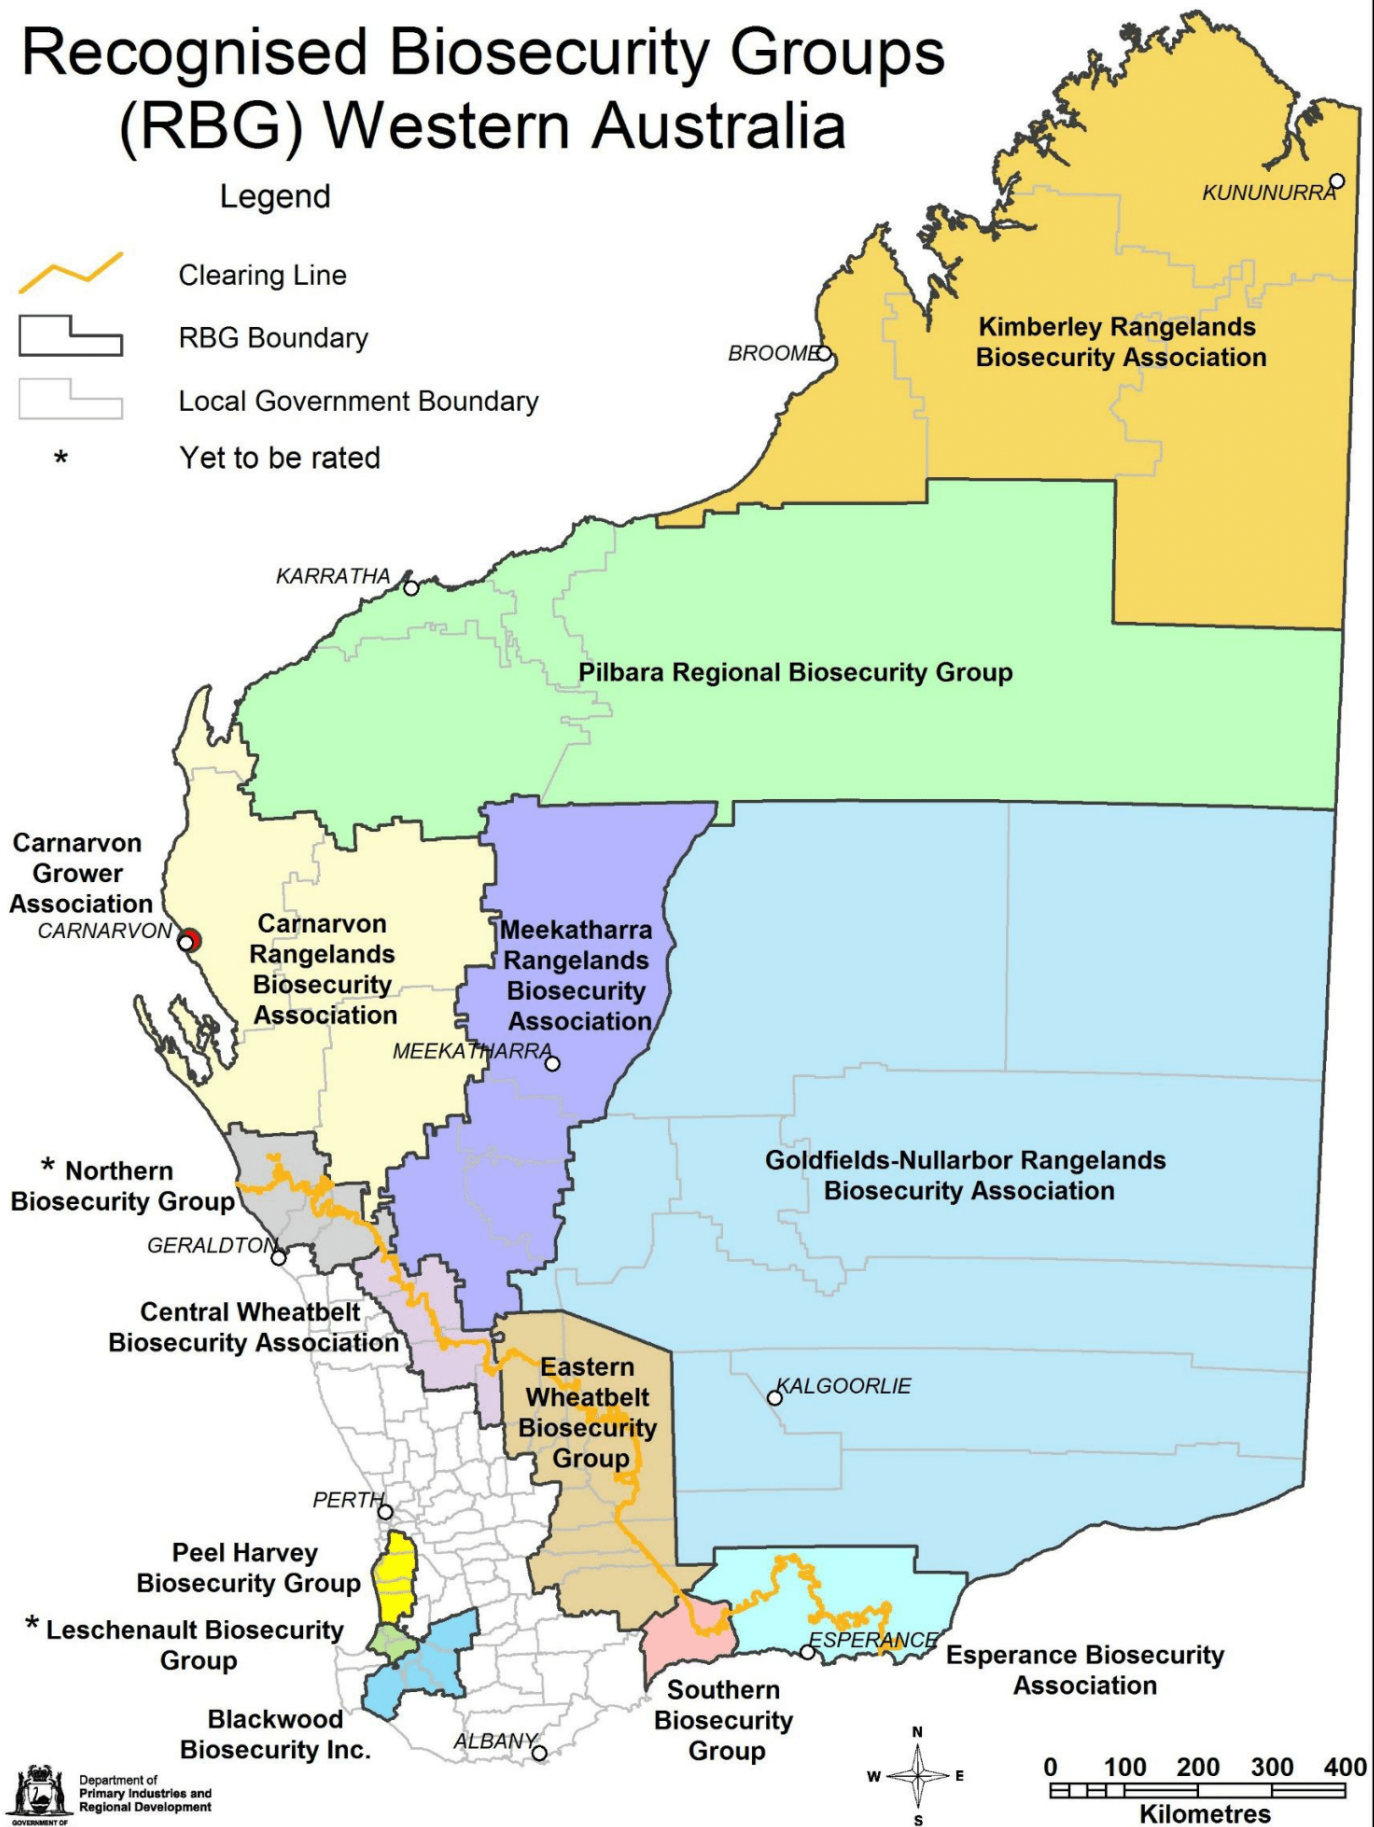 Recognised Biosecurity Groups
(RBG) Western Australia
Legend
Clearing Line
RBG Boundary
Local Government Boundary
* Yet to be rated
KUNUNURRA
Kimberley Rangelands
Biosecurity Association
BROOME
KARRATHA
Pilbara Regional Biosecurity Group
Carnarvon
Grower
Association
CARNARVON
Carnarvon
Rangelands
Biosecurity
Association
Meekatharra
Rangelands
Biosecurity
Association
MEEKATHARRA
Goldfields-Nullarbor Rangelands
Biosecurity Association
* Northern
Biosecurity Group
GERALDTON
Central Wheatbelt
Biosecurity Association
Eastern
Wheatbelt
Biosecurity
Group
KALGOORLIE
PERTH
Peel Harvey
Biosecurity Group
* Leschenault Biosecurity
Group
ESPERANCE
Esperance Biosecurity
Association
Southern
Biosecurity
Group
Blackwood
Biosecurity Inc.
ALBANY
N
W E
S
0 100 200 300 400
Kilometres
Department of
Primary Industries and
Regional Development
GOVERNMENT OF